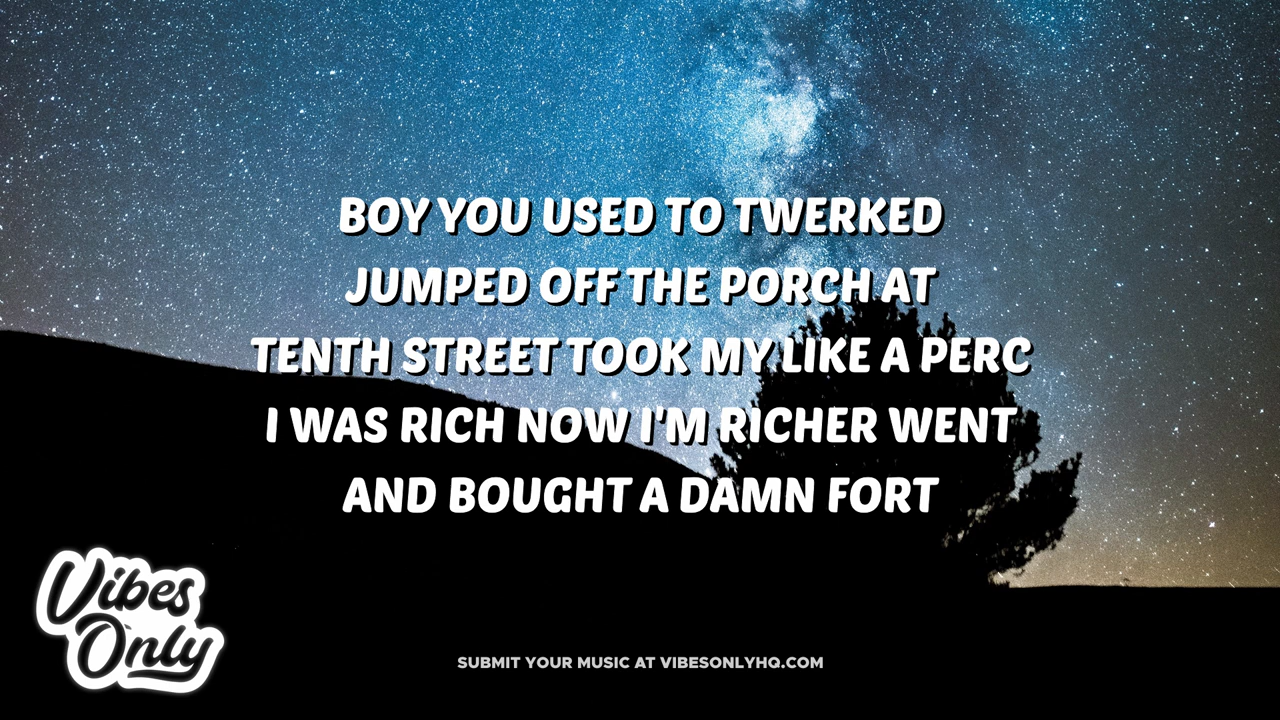 BOY YOU USED TO TWERKED
JUMPED OFF THE PORCH AT
TENTH STREET TOOK MY LIKE A PERC
I WAS RICH NOW I'M RICHER WENT
AND BOUGHT A DAMN FORT
Vibes
Only
SUBMIT YOUR MUSIC AT VIBESONLYHQ.COM